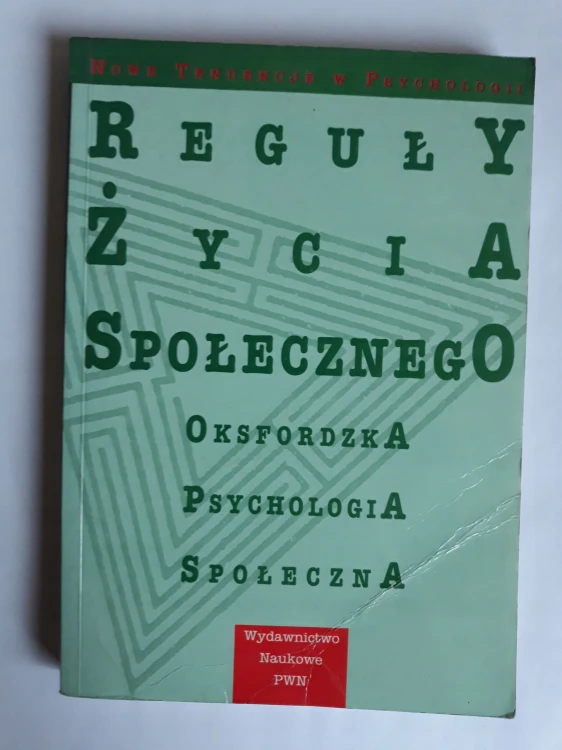 Nowe Tendencje w Psychologii
Reguły
Życia
Społecznego
Oksfordzka
Psychologia
Społeczna
Wydawnictwo
Naukowe
PWN